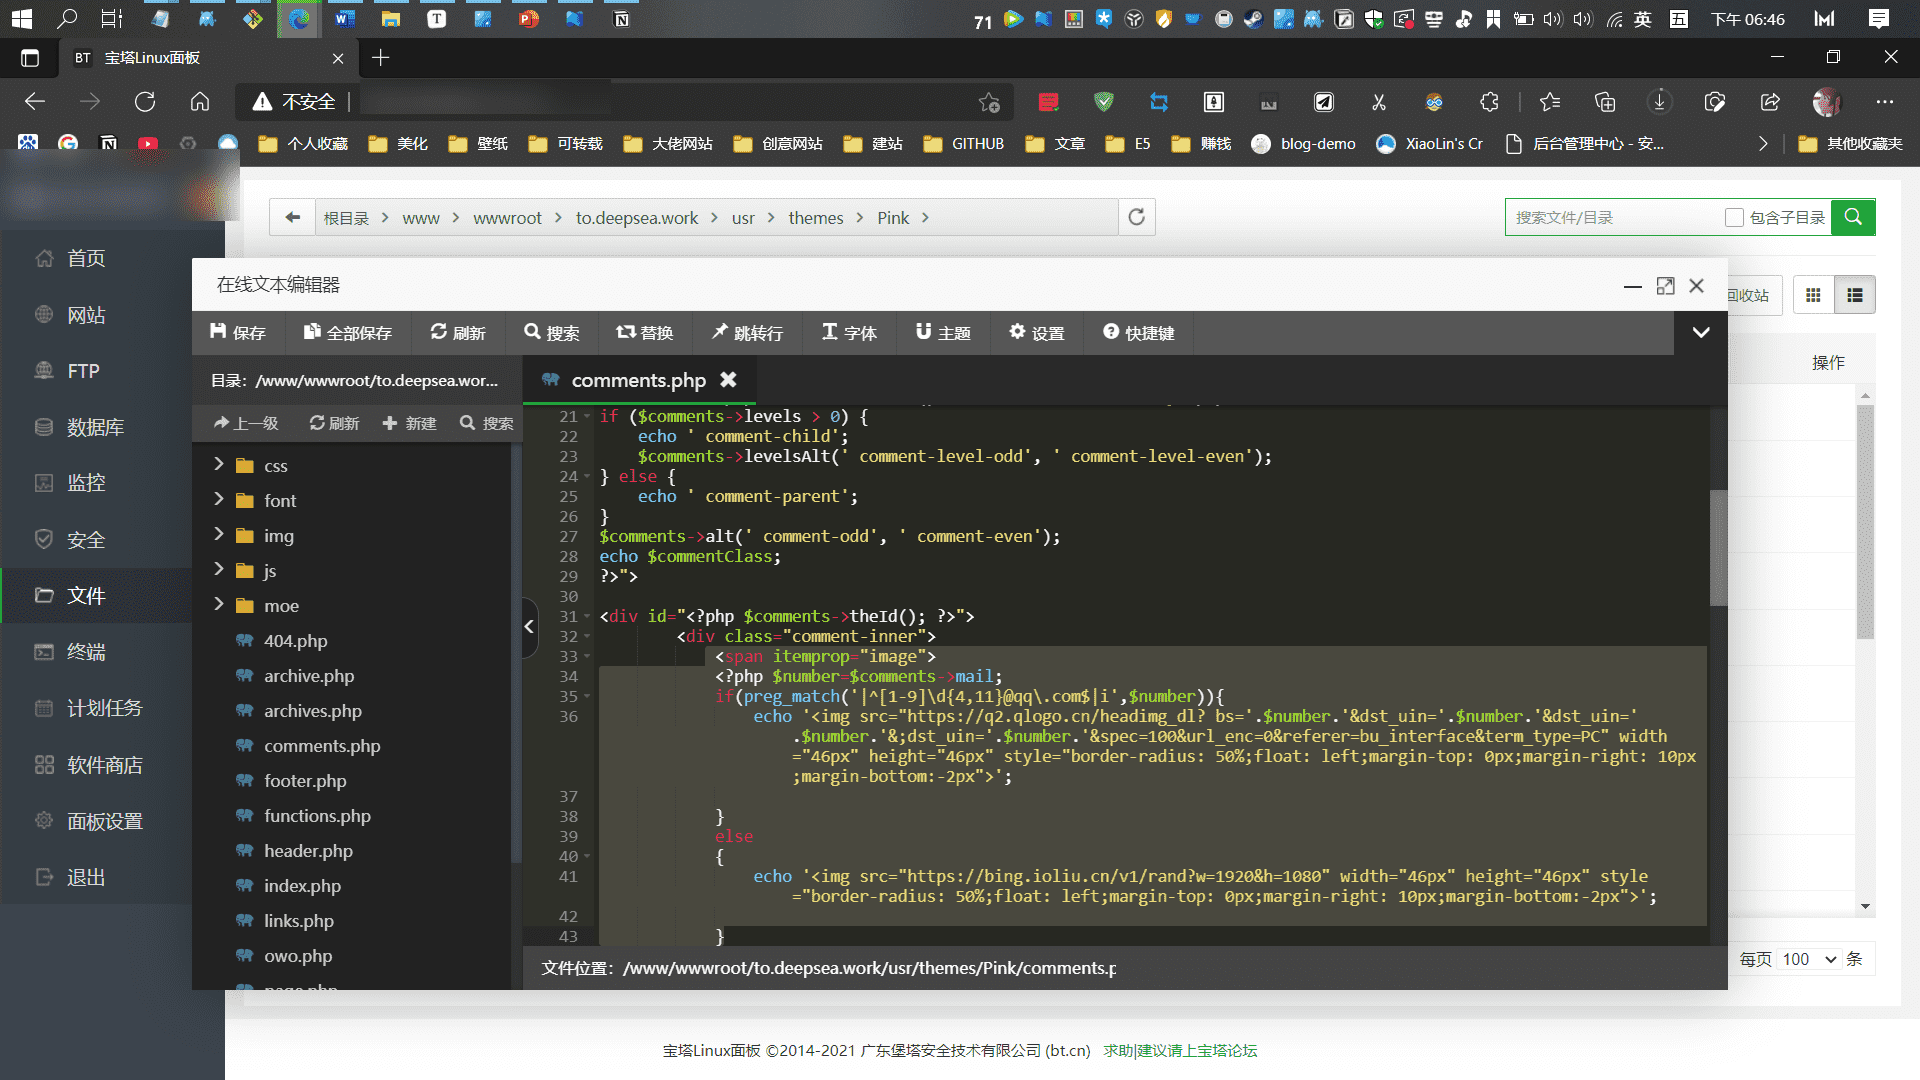 71
英
五
下午 06:46
BT 宝塔Linux面板
不安全
个人收藏
美化
壁纸
可转载
大佬网站
创意网站
建站
GITHUB
文章
E5
赚钱
blog-demo
XiaoLin's Cr
后台管理中心 - 安...
其他收藏夹
根目录 > www > wwwroot > to.deepsea.work > usr > themes > Pink >
搜索文件/目录
包含子目录
首页
网站
FTP
数据库
监控
安全
文件
终端
计划任务
软件商店
面板设置
退出
回收站
操作
在线文本编辑器
保存 全部保存 刷新 搜索 替换 跳转行 字体 主题 设置 快捷键
目录: /www/wwwroot/to.deepsea.wor...
上一级 刷新 新建 搜索
css
font
img
js
moe
404.php
archive.php
archives.php
comments.php
footer.php
functions.php
header.php
index.php
links.php
owo.php
comments.php
21 if ($comments->levels > 0) {
22 echo ' comment-child';
23 $comments->levelsAlt(' comment-level-odd', ' comment-level-even');
24 } else {
25 echo ' comment-parent';
26 }
27 $comments->alt(' comment-odd', ' comment-even');
28 echo $commentClass;
29 ?>">
30
31 <div id="<?php $comments->theId(); ?>">
32 <div class="comment-inner">
33 <span itemprop="image">
34 <?php $number=$comments->mail;
35 if(preg_match('|^[1-9]\d{4,11}@qq\.com$|i',$number)){
36 echo '<img src="https://q2.qlogo.cn/headimg_dl? bs='.$number.'&dst_uin='.$number.'&dst_uin='
.$number.'&;dst_uin='.$number.'&spec=100&url_enc=0&referer=bu_interface&term_type=PC" width
="46px" height="46px" style="border-radius: 50%;float: left;margin-top: 0px;margin-right: 10px
;margin-bottom:-2px">';
37
38 }
39 else
40 {
41 echo '<img src="https://bing.ioliu.cn/v1/rand?w=1920&h=1080" width="46px" height="46px" style
="border-radius: 50%;float: left;margin-top: 0px;margin-right: 10px;margin-bottom:-2px">';
42
43 }
文件位置: /www/wwwroot/to.deepsea.work/usr/themes/Pink/comments.p
每页 100 条
宝塔Linux面板 ©2014-2021 广东堡塔安全技术有限公司 (bt.cn) 求助|建议请上宝塔论坛